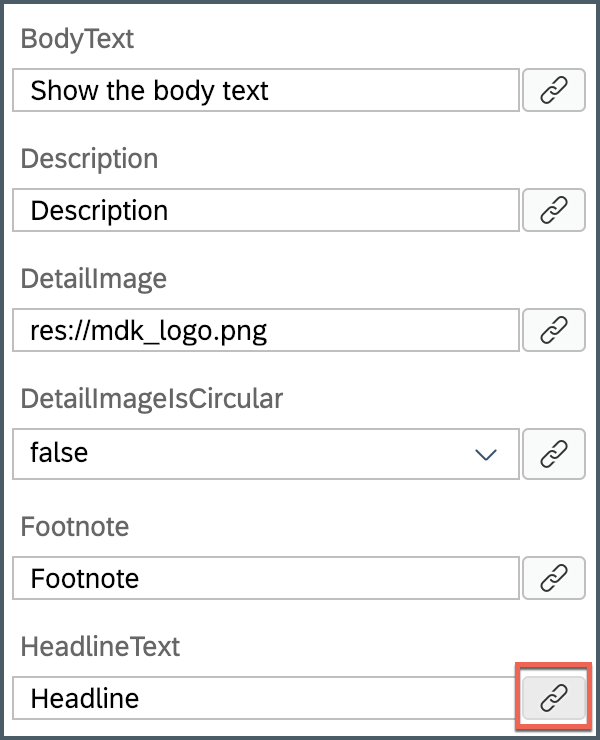 BodyText
Show the body text
Description
Description
DetailImage
res://mdk_logo.png
DetailImageIsCircular
false
Footnote
Footnote
HeadlineText
Headline